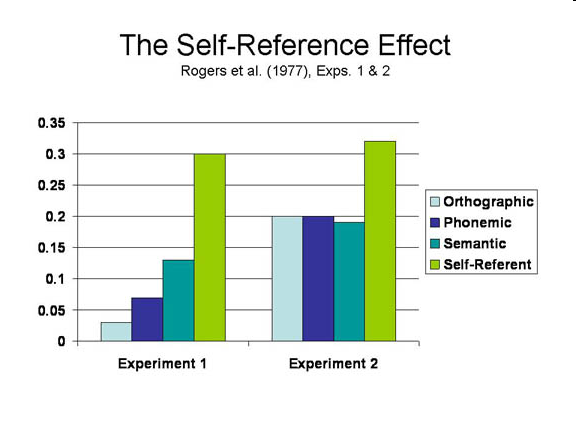 The Self-Reference Effect
Rogers et al. (1977), Exps. 1 & 2
0.35
0.3
0.25
0.2
0.15
0.1
0.05
0
Experiment 1
Experiment 2
Orthographic
Phonemic
Semantic
Self-Referent